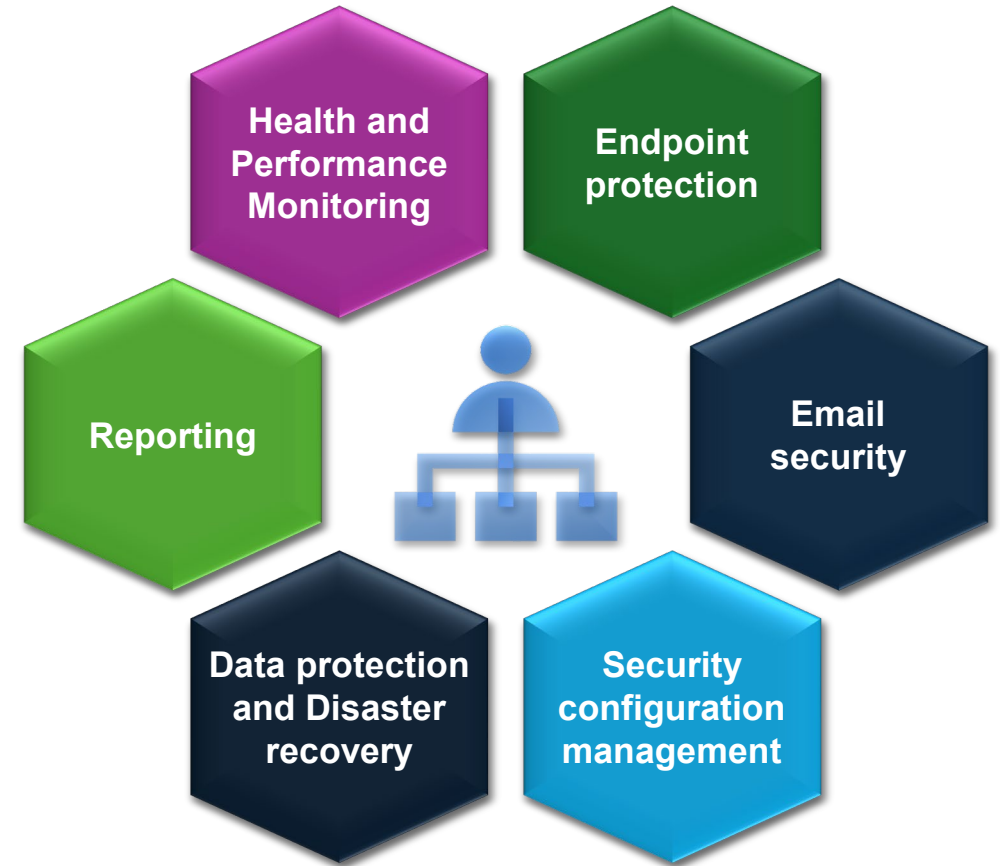 Health and
Performance
Monitoring
Endpoint
protection
Reporting
Email
security
Data protection
and Disaster
recovery
Security
configuration
management